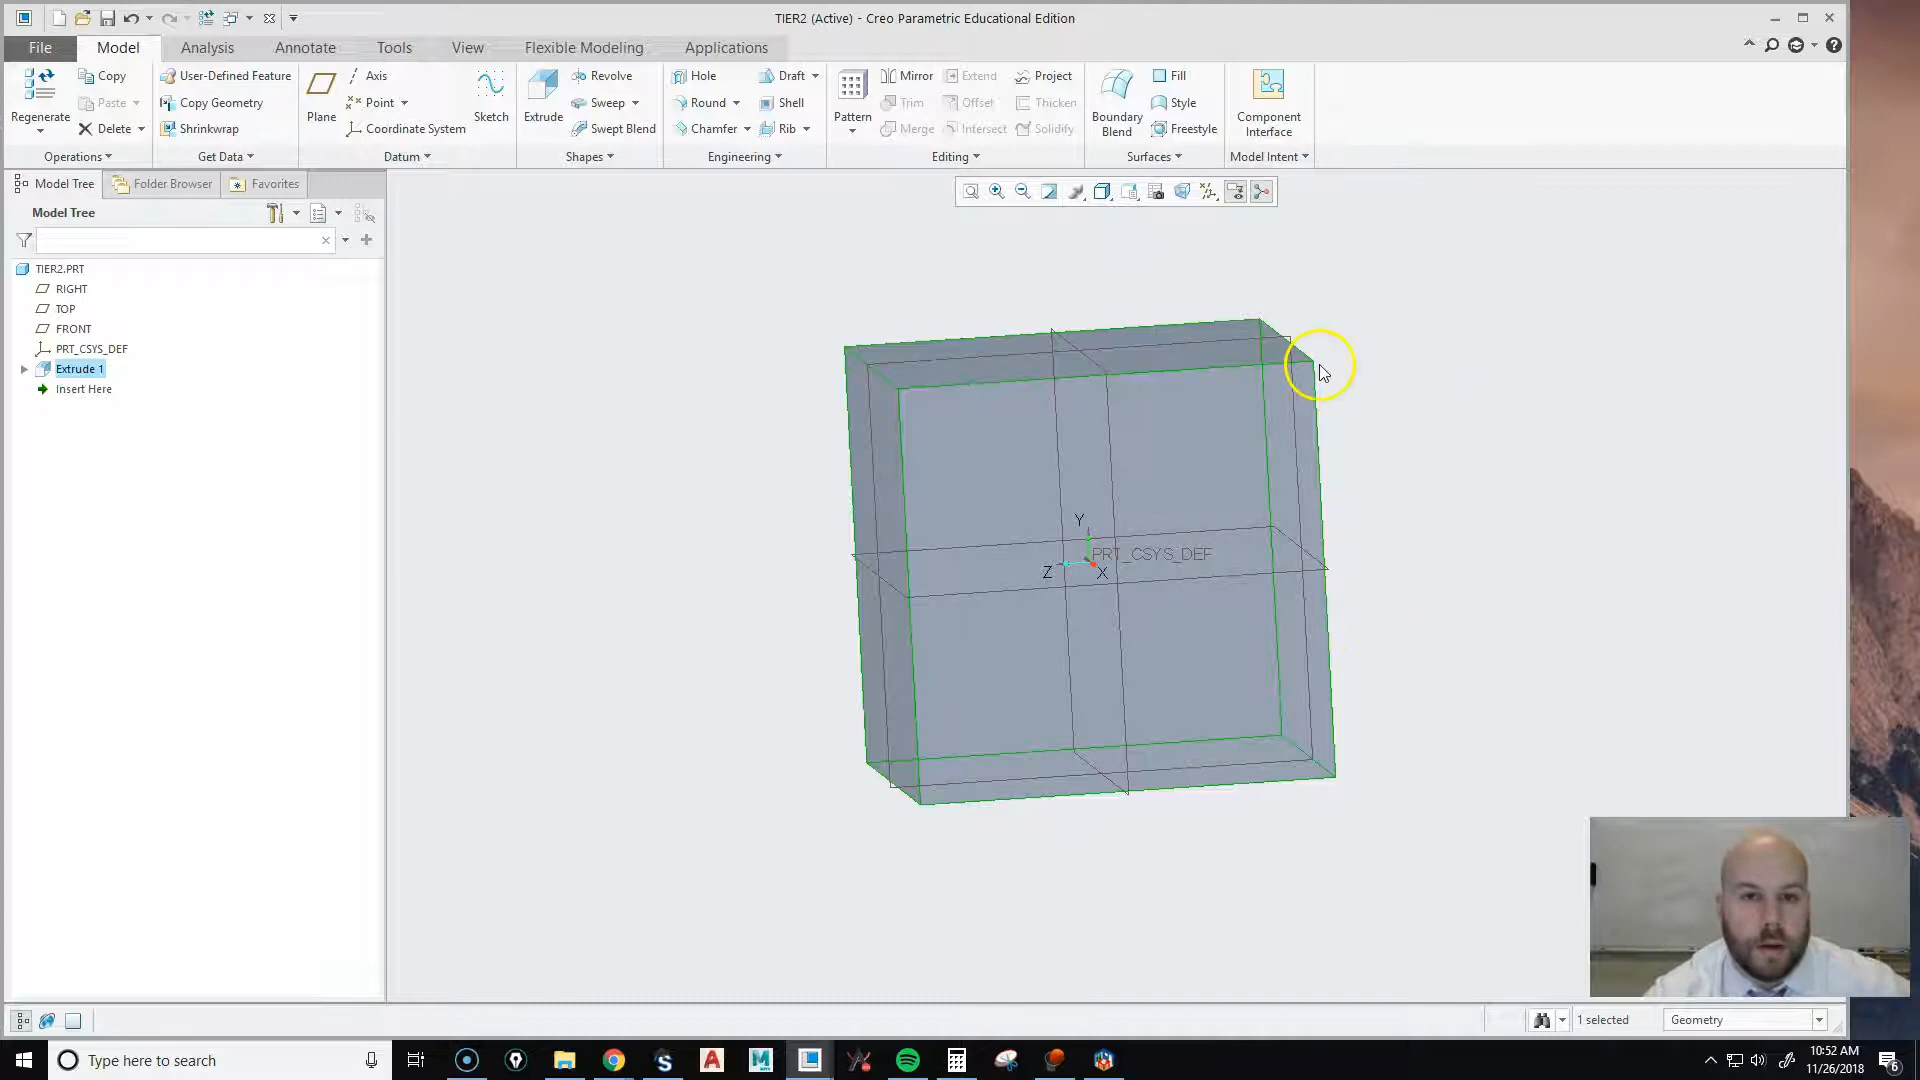 TIER2 (Active) - Creo Parametric Educational Edition
File Model Analysis Annotate Tools View Flexible Modeling Applications
Regenerate
Copy
Paste
Delete
Operations
User-Defined Feature
Copy Geometry
Shrinkwrap
Get Data
Plane
Axis
Point
Coordinate System
Sketch
Datum
Extrude
Revolve
Sweep
Swept Blend
Shapes
Hole
Round
Chamfer
Draft
Shell
Rib
Engineering
Pattern
Mirror
Trim
Merge
Extend
Offset
Intersect
Project
Thicken
Solidify
Editing
Boundary
Blend
Fill
Style
Freestyle
Surfaces
Component
Interface
Model Intent
Model Tree Folder Browser Favorites
Model Tree
TIER2.PRT
RIGHT
TOP
FRONT
PRT_CSYS_DEF
Extrude 1
Insert Here
Y
PRT_CSYS_DEF
Z X
1 selected Geometry
Type here to search
10:52 AM
11/26/2018
6